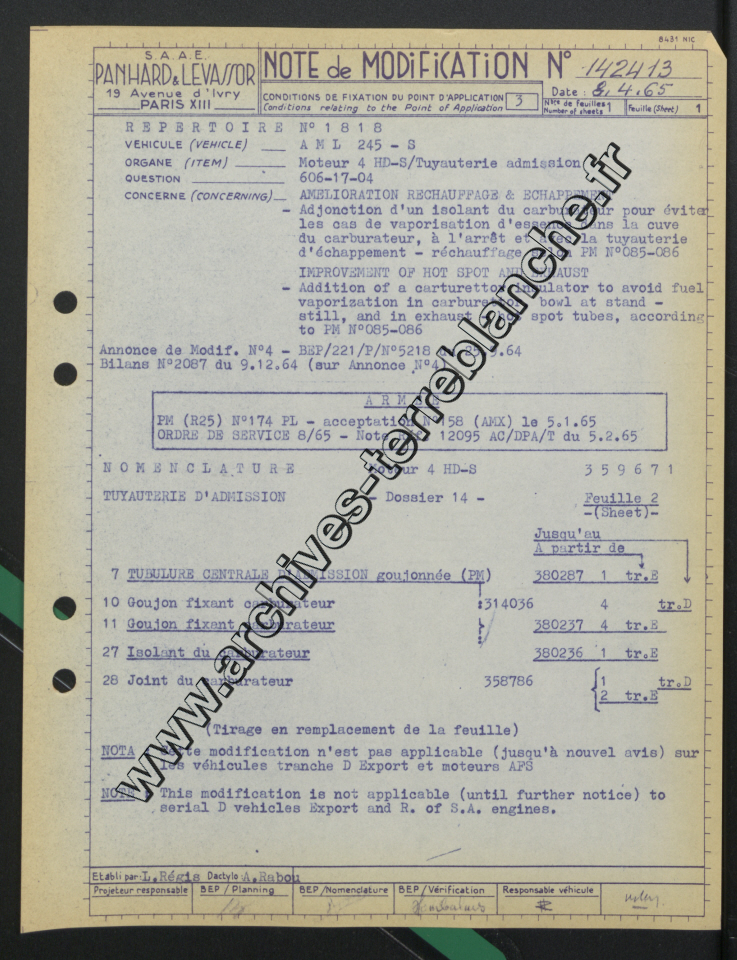 8431 NIC
S.A.A.E.
PANHARD & LEVASSOR
19 Avenue d'Ivry
PARIS XIII
NOTE de MODIFICATION N° 142413
CONDITIONS DE FIXATION DU POINT D'APPLICATION
Conditions relating to the Point of Application
3
Date : 8.4.65
Nbre de feuilles 1
Number of sheets
Feuille (Sheet) 1
REPERTOIRE N° 1818
VEHICULE (VEHICLE) AML 245 - S
ORGANE (ITEM) Moteur 4 HD-S/Tuyauterie admission
QUESTION 606-17-04
CONCERNE (CONCERNING) AMELIORATION RECHAUFFAGE & ECHAPPEMENT
- Adjonction d'un isolant du carburateur pour éviter
les cas de vaporisation d'essence dans la cuve
du carburateur, à l'arrêt et avec la tuyauterie
d'échappement - réchauffage selon PM N°085-086
IMPROVEMENT OF HOT SPOT AND EXHAUST
- Addition of a carturettor insulator to avoid fuel
vaporization in carburettor bowl at stand -
still, and in exhaust - hot spot tubes, according
to PM N°085-086
Annonce de Modif. N°4 - BEP/221/P/N°5218 du 25.9.64
Bilans N°2087 du 9.12.64 (sur Annonce N°4)
ARMEE
PM (R25) N°174 PL - acceptation N°158 (AMX) le 5.1.65
ORDRE DE SERVICE 8/65 - Note 12095 AC/DPA/T du 5.2.65
NOMENCLATURE Moteur 4 HD-S 359671
TUYAUTERIE D'ADMISSION - Dossier 14 - Feuille 2
-(Sheet)-
Jusqu'au
A partir de
7 TUBULURE CENTRALE D'ADMISSION goujonnée (PM) 380287 1 tr.E
10 Goujon fixant carburateur :314036 4 tr.D
11 Goujon fixant carburateur 380237 4 tr.E
27 Isolant du carburateur 380236 1 tr.E
28 Joint du carburateur 358786 1 tr.D
2 tr.E
(Tirage en remplacement de la feuille)
NOTA : Cette modification n'est pas applicable (jusqu'à nouvel avis) sur
les véhicules tranche D Export et moteurs AFS
NOTE : This modification is not applicable (until further notice) to
serial D vehicles Export and R. of S.A. engines.
Etabli par L.Régis Dactylo A.Rabou
Projeteur responsable BEP / Planning BEP / Nomenclature BEP / Vérification Responsable véhicule
www.archives-terreblanche.fr